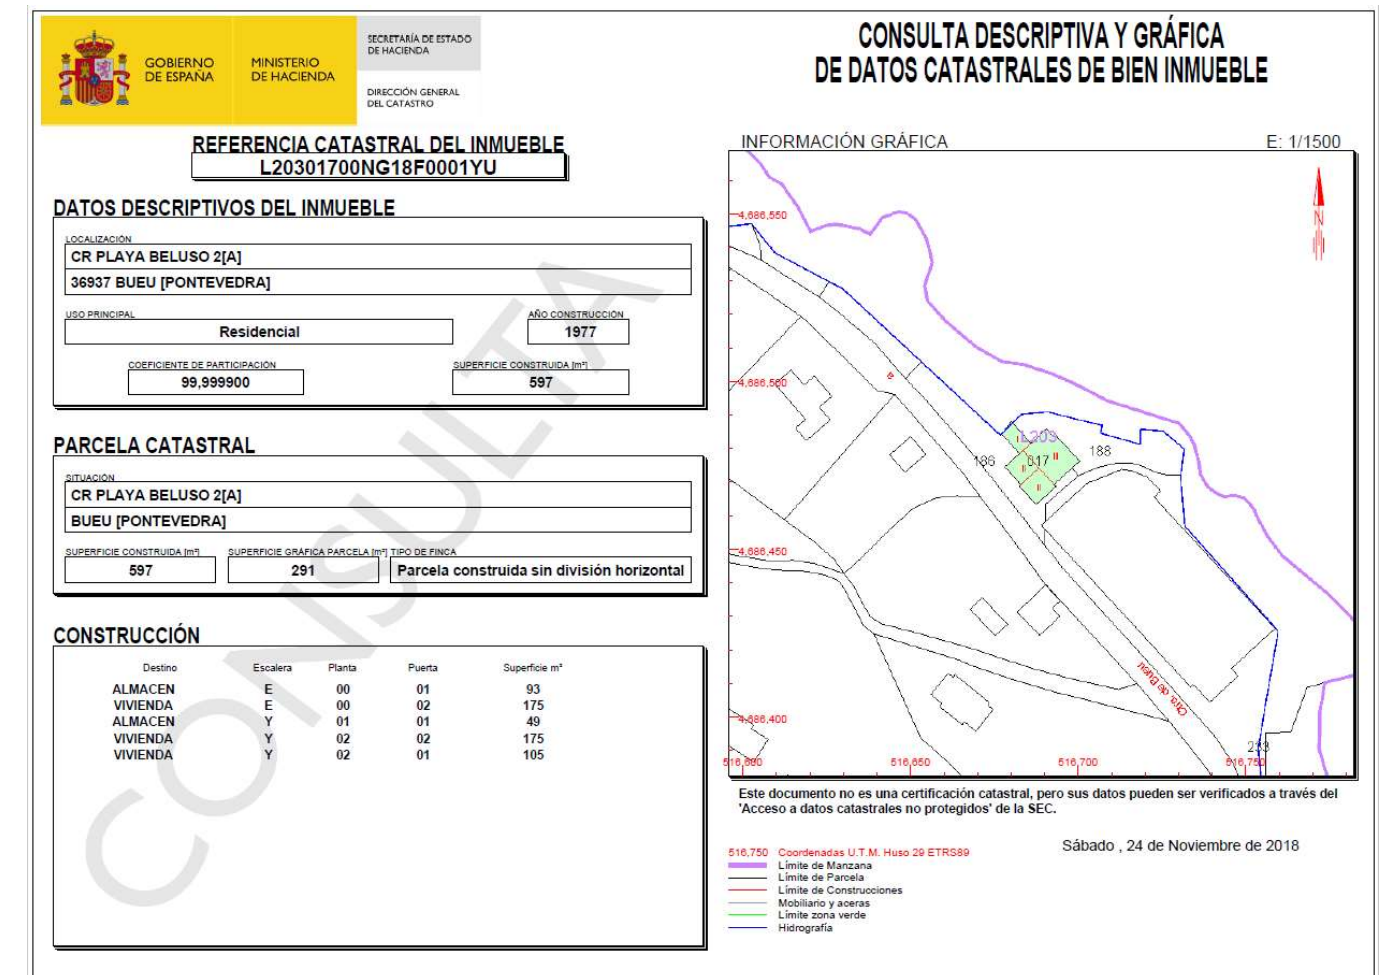 GOBIERNO
DE ESPAÑA
MINISTERIO
DE HACIENDA
SECRETARÍA DE ESTADO
DE HACIENDA
DIRECCIÓN GENERAL
DEL CATASTRO
CONSULTA DESCRIPTIVA Y GRÁFICA
DE DATOS CATASTRALES DE BIEN INMUEBLE
REFERENCIA CATASTRAL DEL INMUEBLE
L20301700NG18F0001YU
DATOS DESCRIPTIVOS DEL INMUEBLE
LOCALIZACIÓN
CR PLAYA BELUSO 2[A]
36937 BUEU [PONTEVEDRA]
USO PRINCIPAL
Residencial
AÑO CONSTRUCCIÓN
1977
COEFICIENTE DE PARTICIPACIÓN
99,999900
SUPERFICIE CONSTRUIDA [m²]
597
PARCELA CATASTRAL
SITUACIÓN
CR PLAYA BELUSO 2[A]
BUEU [PONTEVEDRA]
SUPERFICIE CONSTRUIDA [m²]
597
SUPERFICIE GRÁFICA PARCELA [m²]
291
TIPO DE FINCA
Parcela construida sin división horizontal
CONSTRUCCIÓN
Destino Escalera Planta Puerta Superficie m²
ALMACEN E 00 01 93
VIVIENDA E 00 02 175
ALMACEN Y 01 01 49
VIVIENDA Y 02 02 175
VIVIENDA Y 02 01 105
CONSULTA
INFORMACIÓN GRÁFICA E: 1/1500
N
4,686,550
4,686,500
4,686,450
4,686,400
e
L203
017
I
II
II
II
186
188
233
Ctra. de Bueu
516,600
516,650
516,700
516,750
Este documento no es una certificación catastral, pero sus datos pueden ser verificados a través del
'Acceso a datos catastrales no protegidos' de la SEC.
Sábado , 24 de Noviembre de 2018
516,750 Coordenadas U.T.M. Huso 29 ETRS89
Límite de Manzana
Límite de Parcela
Límite de Construcciones
Mobiliario y aceras
Límite zona verde
Hidrografía